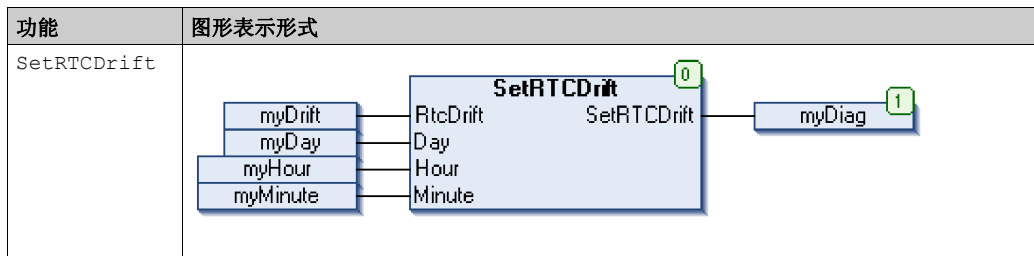 功能 图形表示形式
SetRTCDrift
0
SetRTCDrift
myDrift RtcDrift SetRTCDrift myDiag 1
myDay Day
myHour Hour
myMinute Minute